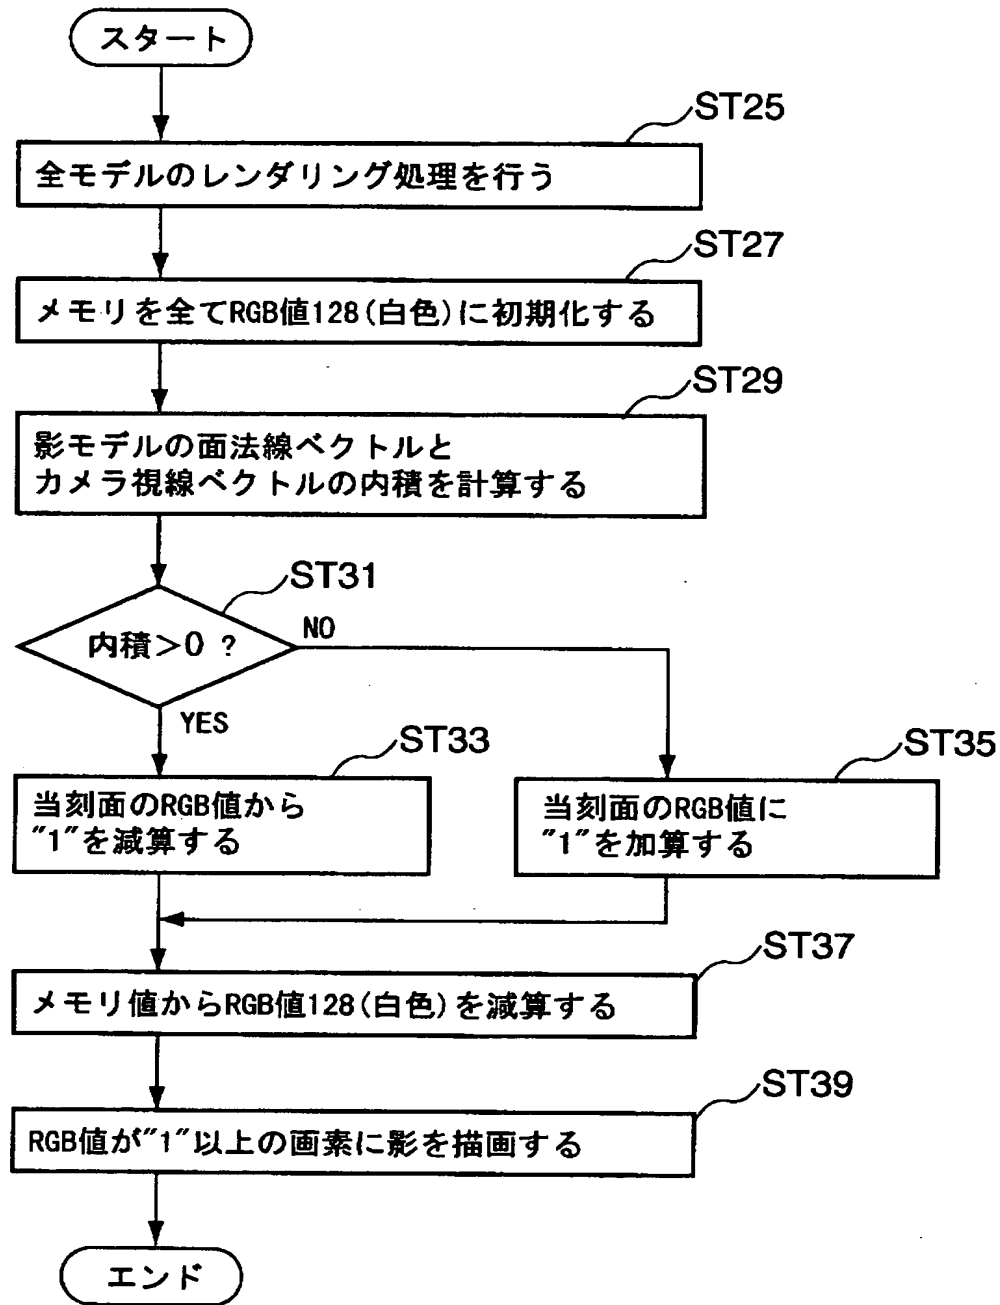 スタート
ST25
全モデルのレンダリング処理を行う
ST27
メモリを全てRGB値128(白色)に初期化する
ST29
影モデルの面法線ベクトルと
カメラ視線ベクトルの内積を計算する
ST31
内積>0 ?
NO
YES
ST33
当刻面のRGB値から
"1"を減算する
ST35
当刻面のRGB値に
"1"を加算する
ST37
メモリ値からRGB値128(白色)を減算する
ST39
RGB値が"1"以上の画素に影を描画する
エンド